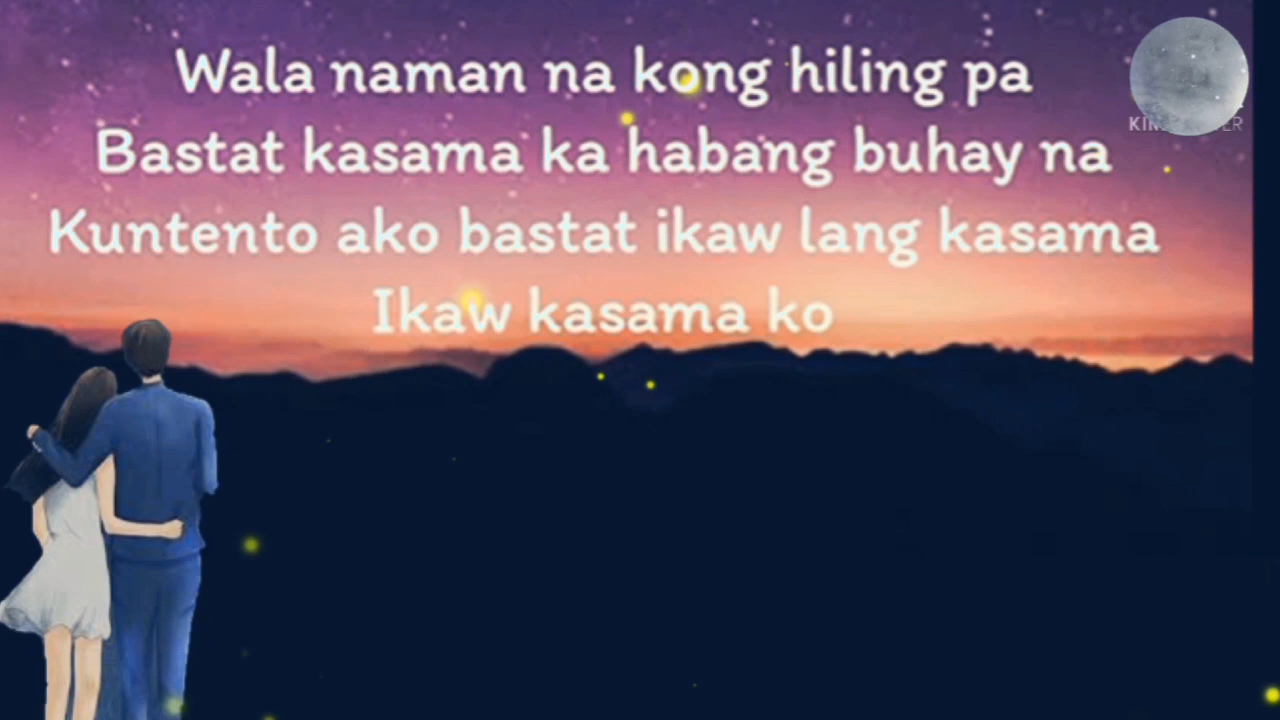 Wala naman na kong hiling pa
Bastat kasama ka habang buhay na
Kuntento ako bastat ikaw lang kasama
Ikaw kasama ko